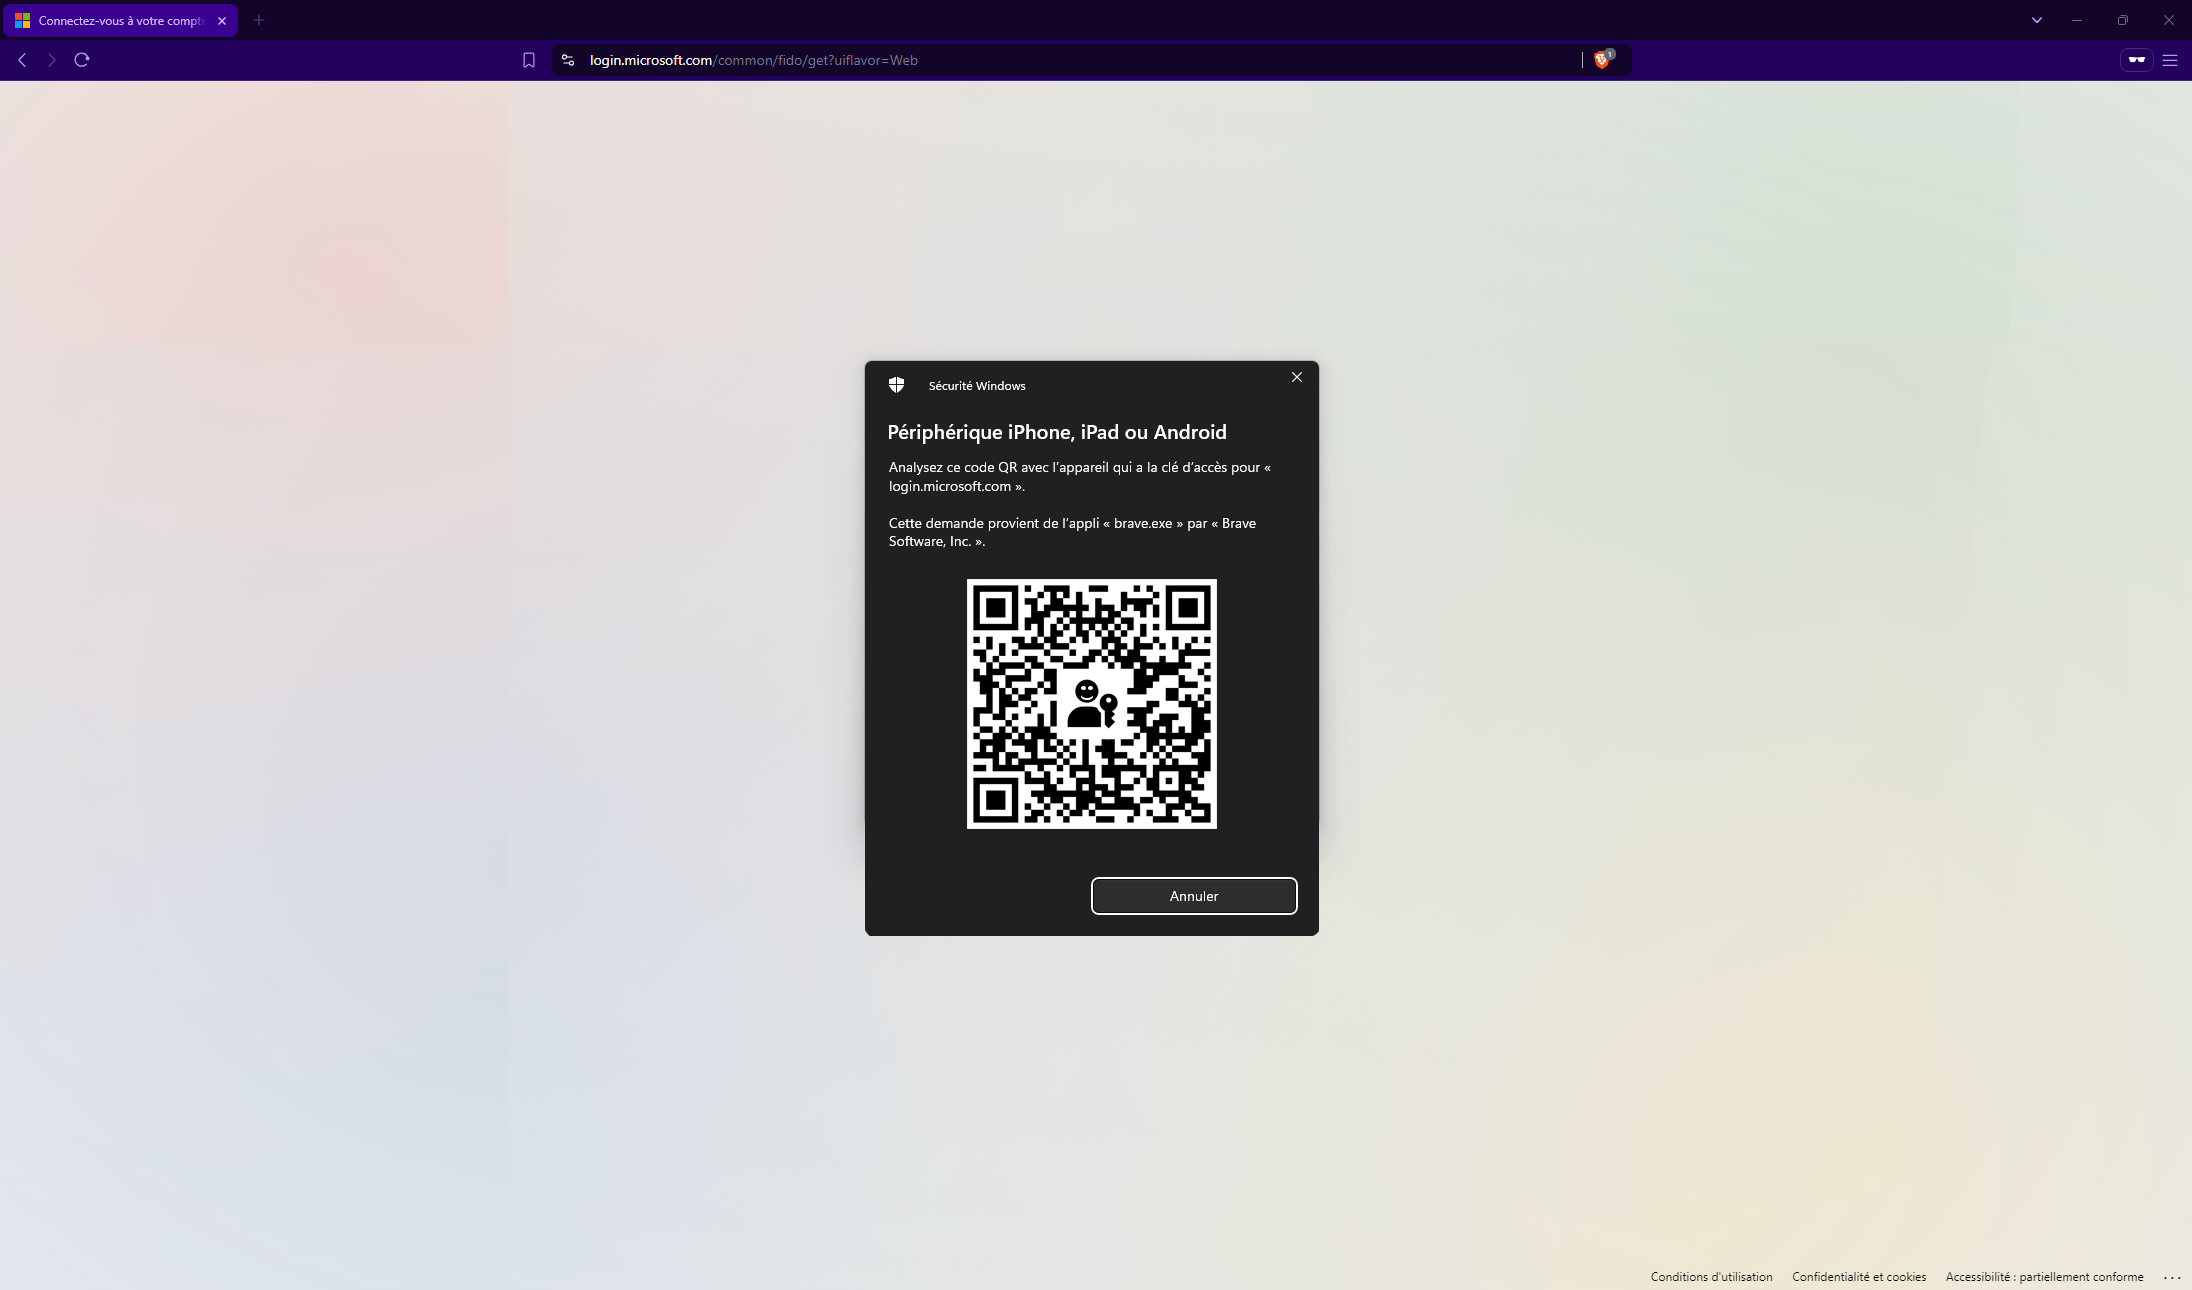 Connectez-vous à votre compte
login.microsoft.com/common/fido/get?uiflavor=Web
1
Sécurité Windows
Périphérique iPhone, iPad ou Android
Analysez ce code QR avec l'appareil qui a la clé d'accès pour «
login.microsoft.com ».
Cette demande provient de l'appli « brave.exe » par « Brave
Software, Inc. ».
Annuler
Conditions d'utilisation Confidentialité et cookies Accessibilité : partiellement conforme ...